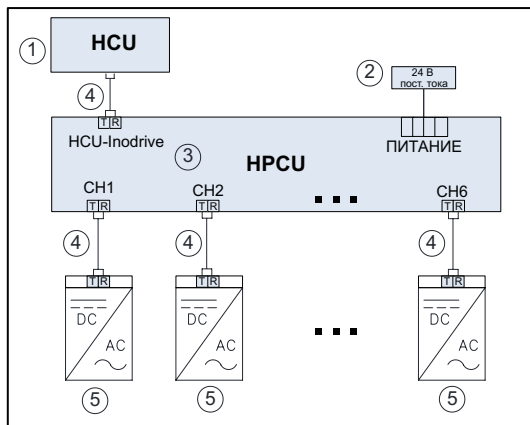 HCU
1
2
24 В
пост. тока
4
T R
HCU-Inodrive
ПИТАНИЕ
3
HPCU
CH1
CH2
CH6
T R
T R
T R
4
4
4
T R
T R
T R
DC
AC
DC
AC
DC
AC
5
5
5